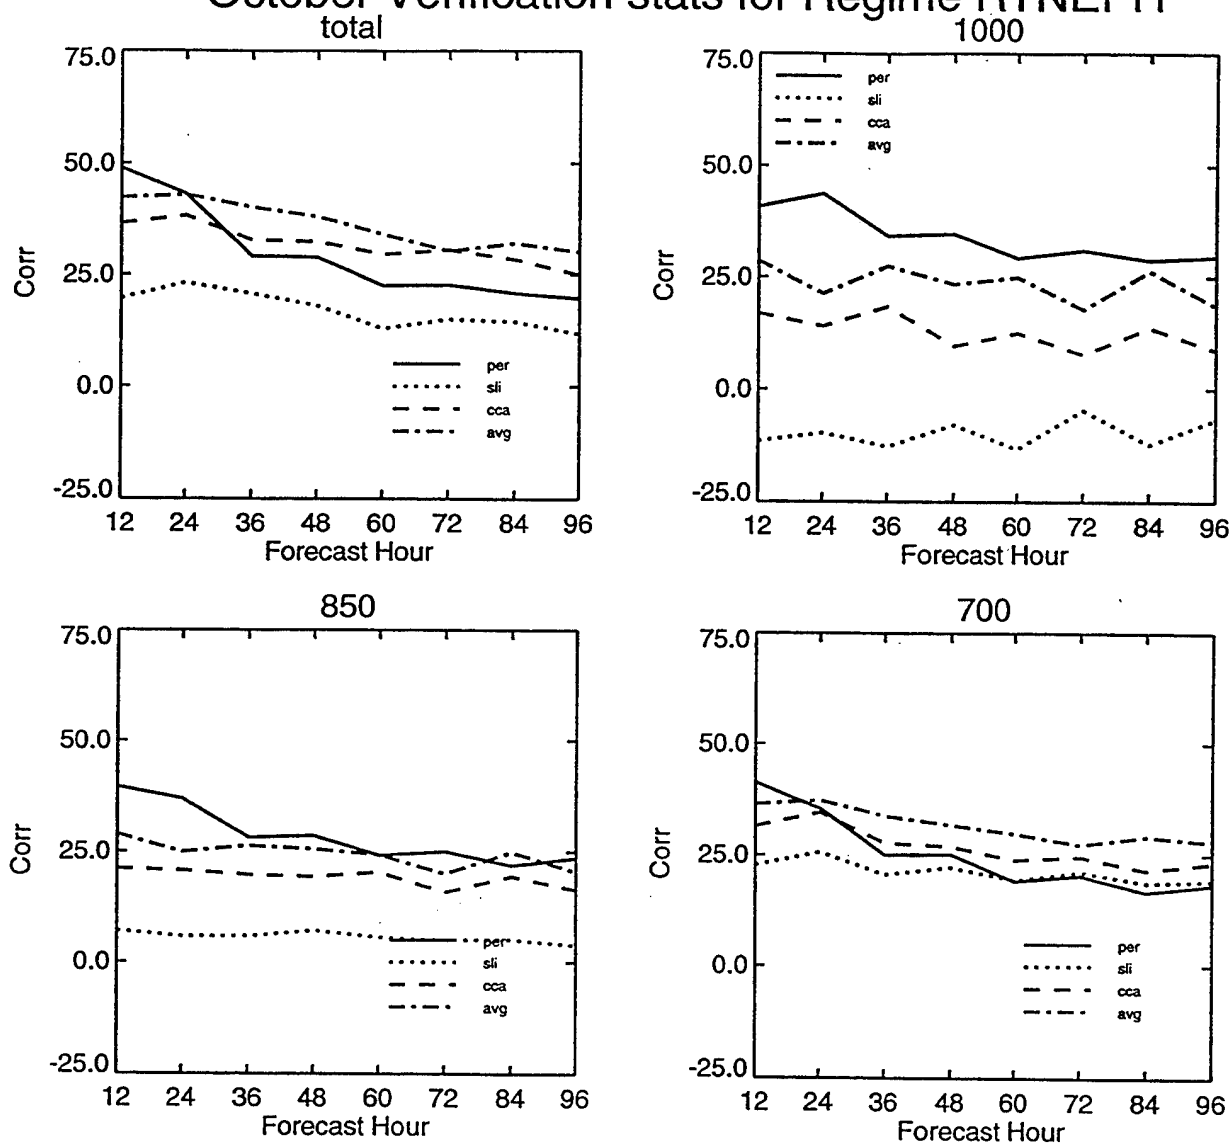 October Verification stats for Regime RTNEPH
total
75.0
50.0
25.0
0.0
-25.0
Corr
per
sli
cca
avg
12 24 36 48 60 72 84 96
Forecast Hour
1000
75.0
50.0
25.0
0.0
-25.0
Corr
per
sli
cca
avg
12 24 36 48 60 72 84 96
Forecast Hour
850
75.0
50.0
25.0
0.0
-25.0
Corr
per
sli
cca
avg
12 24 36 48 60 72 84 96
Forecast Hour
700
75.0
50.0
25.0
0.0
-25.0
Corr
per
sli
cca
avg
12 24 36 48 60 72 84 96
Forecast Hour